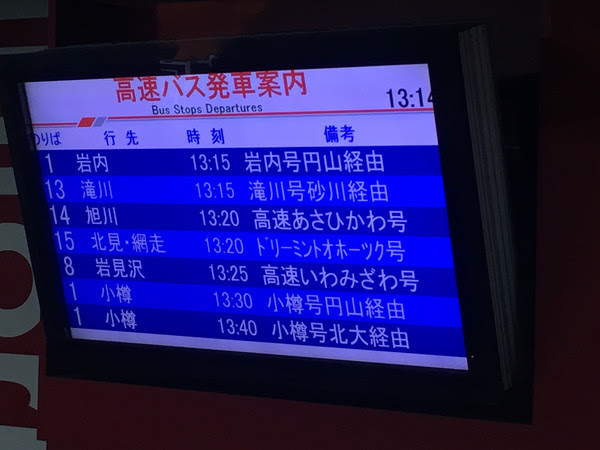 高速バス発車案内
Bus Stops Departures
13:14
のりば 行先 時刻 備考
1 岩内 13:15 岩内号円山経由
13 滝川 13:15 滝川号砂川経由
14 旭川 13:20 高速あさひかわ号
15 北見・網走 13:20 ドリーミントオホーツク号
8 岩見沢 13:25 高速いわみざわ号
1 小樽 13:30 小樽号円山経由
1 小樽 13:40 小樽号北大経由